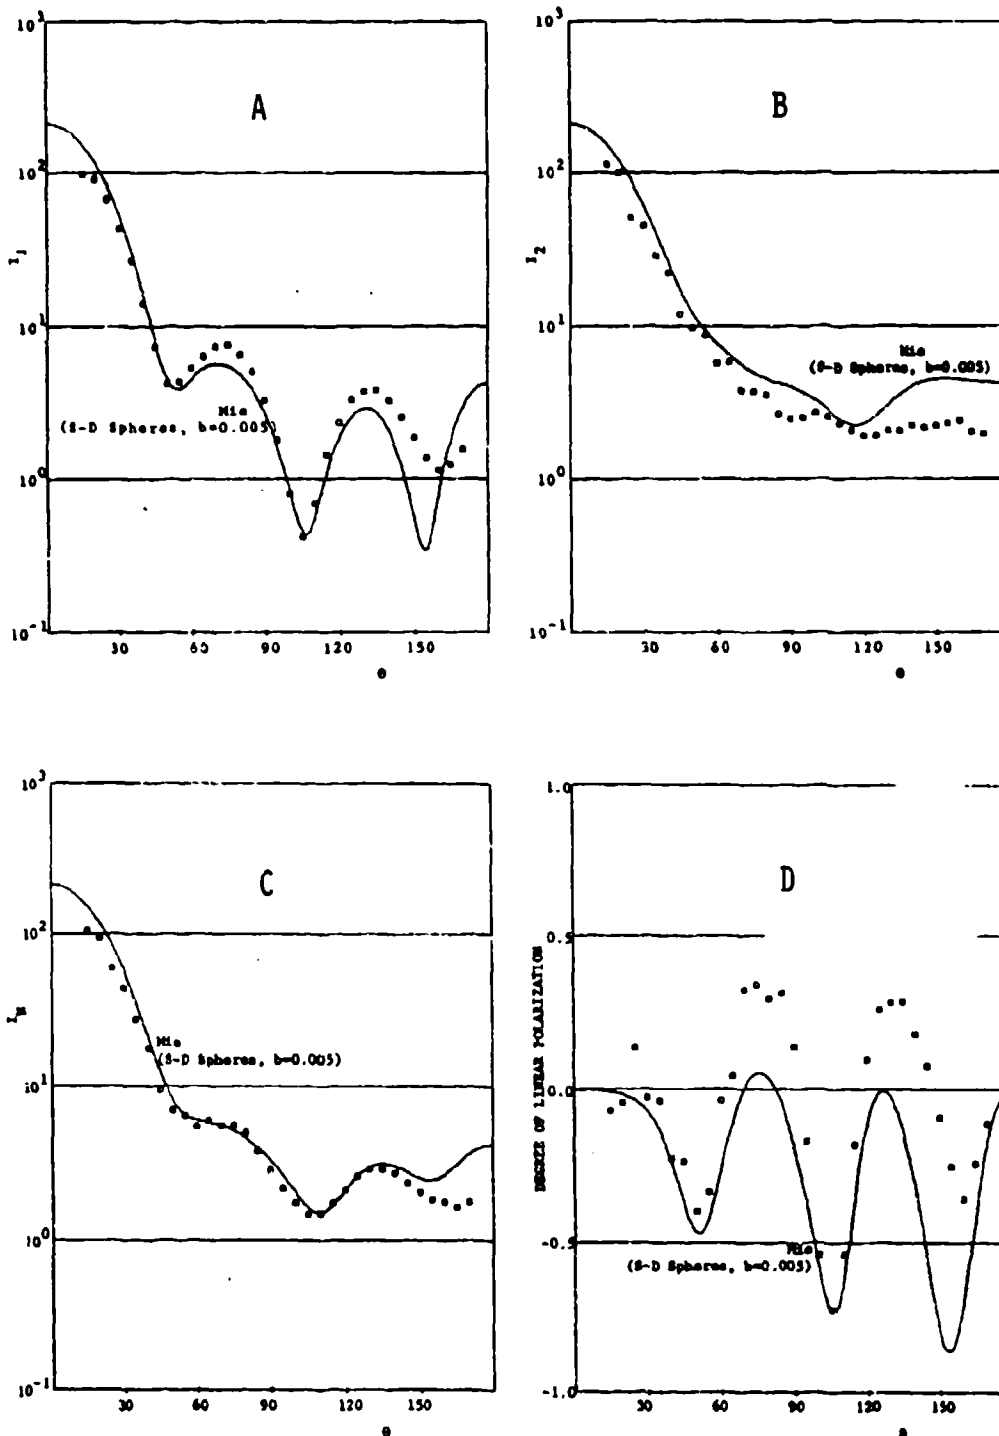 10³
A
10²
I₁
10¹
Mie
(S-D Spheres, b=0.005)
10⁰
10⁻¹
30 60 90 120 150
θ
10³
B
10²
I₂
10¹
Mie
(S-D Spheres, b=0.005)
10⁰
10⁻¹
30 60 90 120 150
θ
10³
C
10²
10¹
Mie
(S-D Spheres, b=0.005)
10⁰
10⁻¹
30 60 90 120 150
θ
1.0
D
0.5
DEGREE OF LINEAR POLARIZATION
0.0
-0.5
Mie
(S-D Spheres, b=0.005)
-1.0
30 60 90 120 150